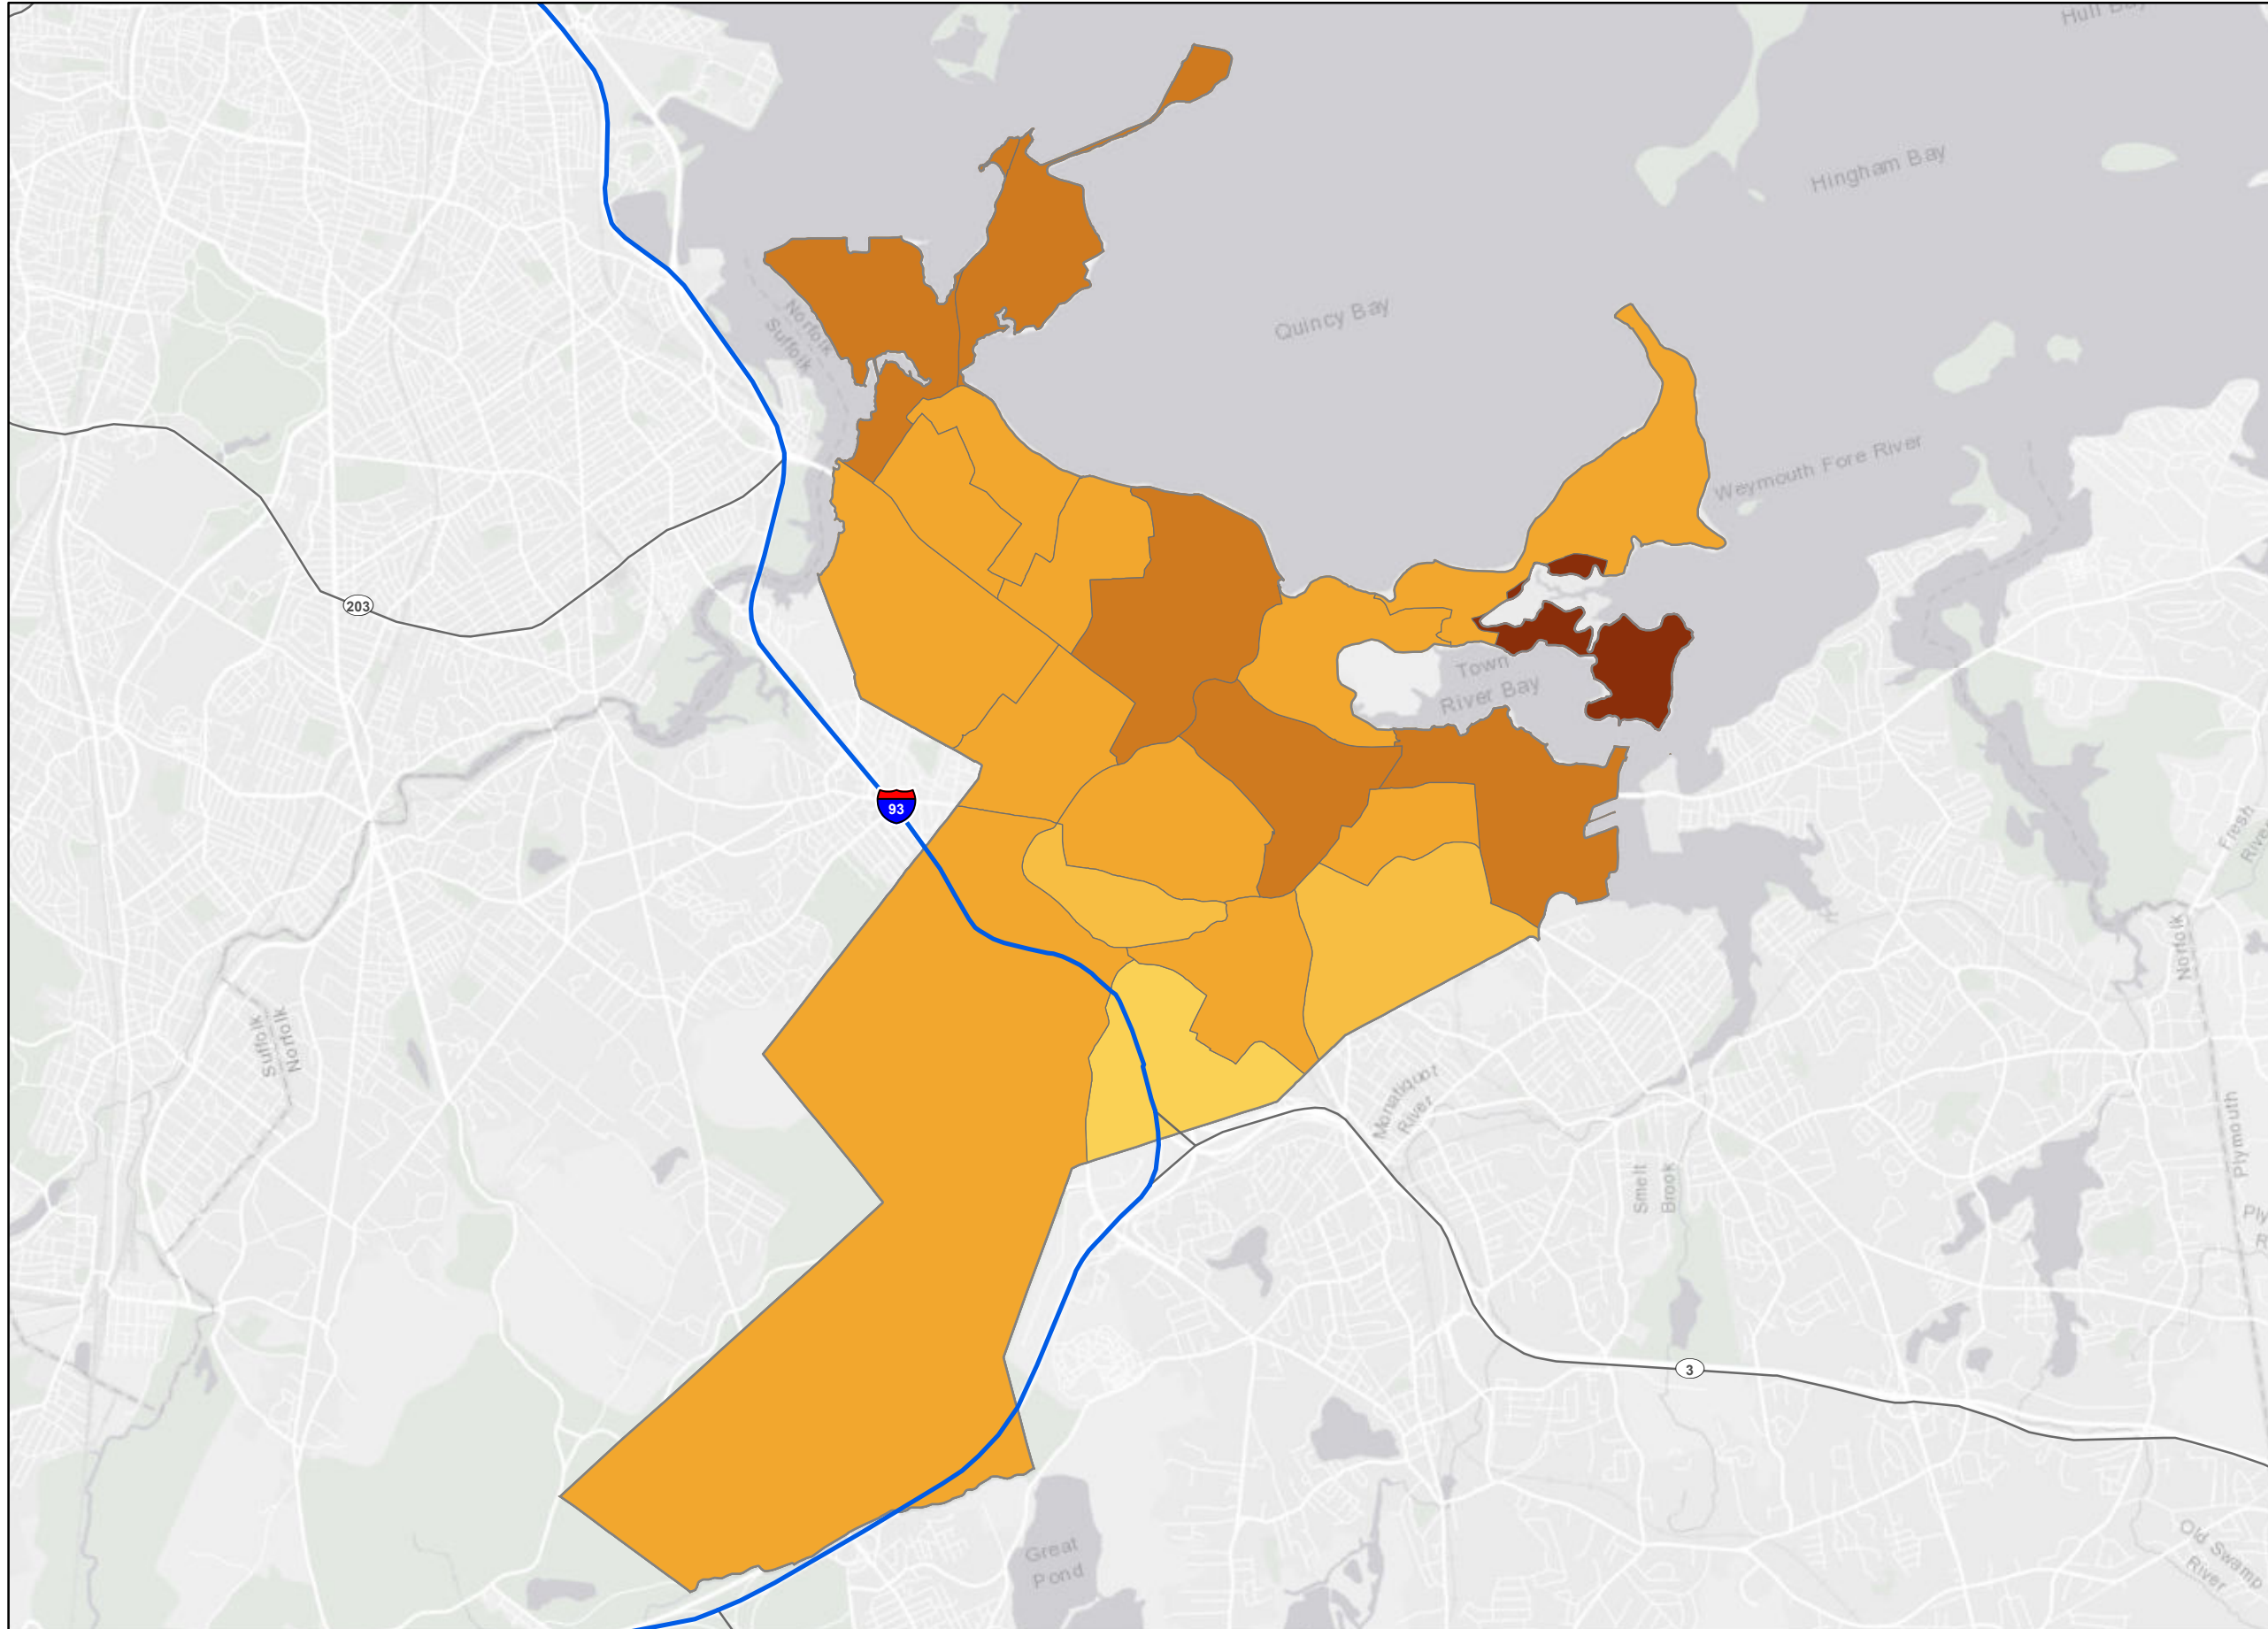 Hull Bay
Hingham Bay
Quincy Bay
Norfolk
Suffolk
Weymouth Fore River
203
Town
River Bay
93
Fresh
River
Norfolk
Suffolk
Norfolk
Monatiquot
River
Plymouth
Smelt
Brook
3
Great
Pond
Old Swamp
River